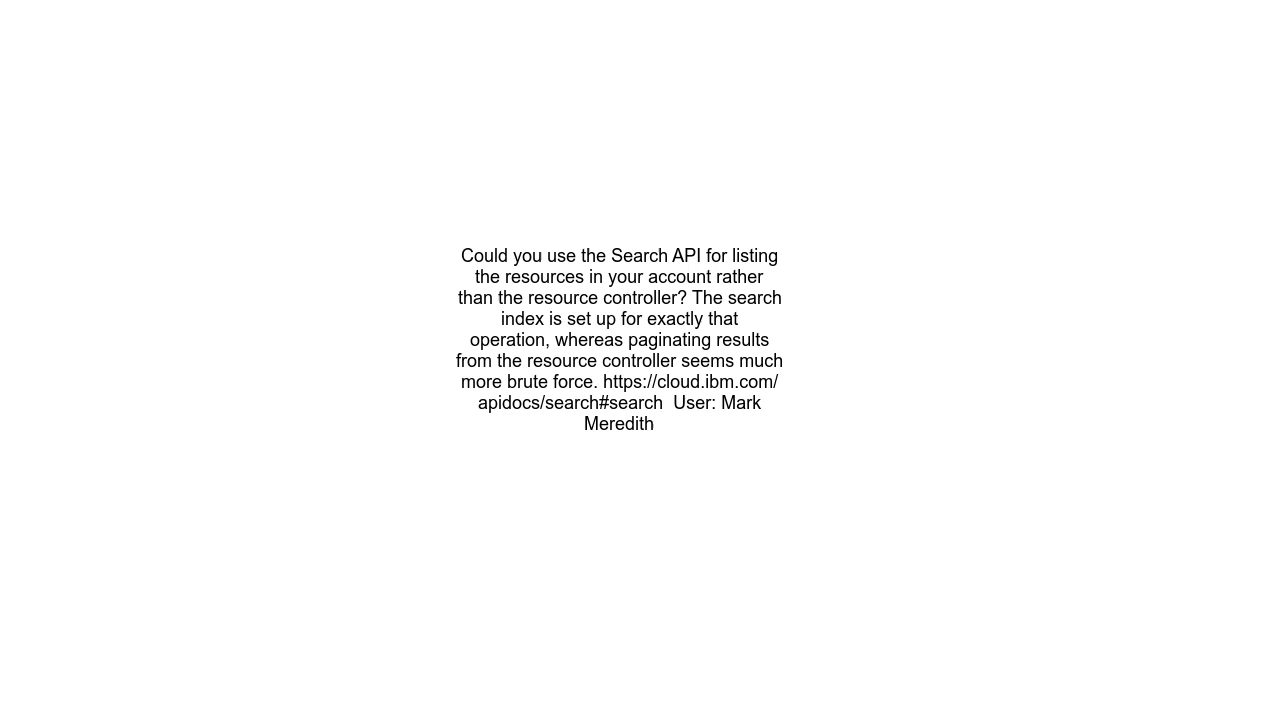 Could you use the Search API for listing
the resources in your account rather
than the resource controller? The search
index is set up for exactly that
operation, whereas paginating results
from the resource controller seems much
more brute force. https://cloud.ibm.com/
apidocs/search#search  User: Mark
Meredith